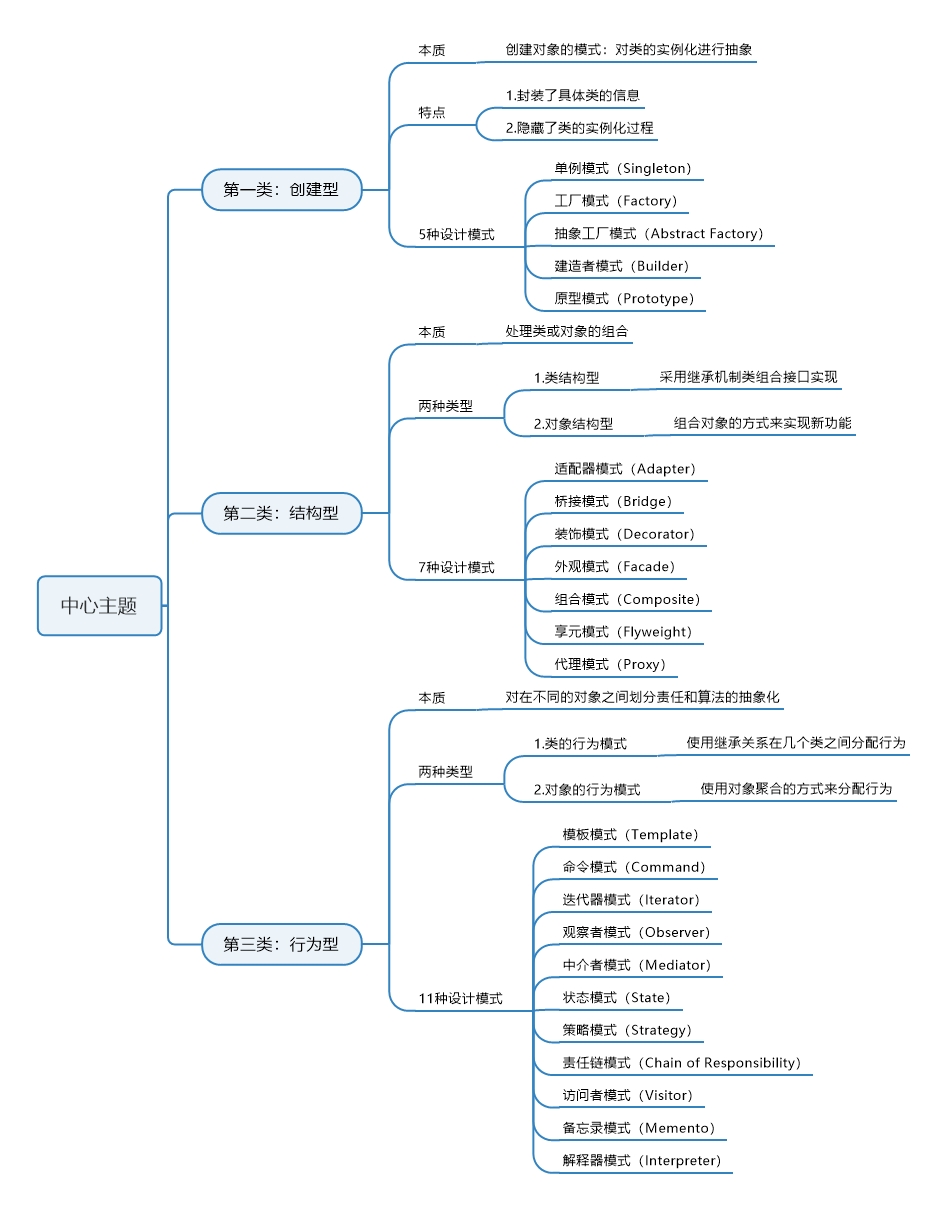 中心主题
第一类：创建型
本质
创建对象的模式：对类的实例化进行抽象
特点
1.封装了具体类的信息
2.隐藏了类的实例化过程
5种设计模式
单例模式（Singleton）
工厂模式（Factory）
抽象工厂模式（Abstract Factory）
建造者模式（Builder）
原型模式（Prototype）
第二类：结构型
本质
处理类或对象的组合
两种类型
1.类结构型
采用继承机制类组合接口实现
2.对象结构型
组合对象的方式来实现新功能
7种设计模式
适配器模式（Adapter）
桥接模式（Bridge）
装饰模式（Decorator）
外观模式（Facade）
组合模式（Composite）
享元模式（Flyweight）
代理模式（Proxy）
第三类：行为型
本质
对在不同的对象之间划分责任和算法的抽象化
两种类型
1.类的行为模式
使用继承关系在几个类之间分配行为
2.对象的行为模式
使用对象聚合的方式来分配行为
11种设计模式
模板模式（Template）
命令模式（Command）
迭代器模式（Iterator）
观察者模式（Observer）
中介者模式（Mediator）
状态模式（State）
策略模式（Strategy）
责任链模式（Chain of Responsibility）
访问者模式（Visitor）
备忘录模式（Memento）
解释器模式（Interpreter）